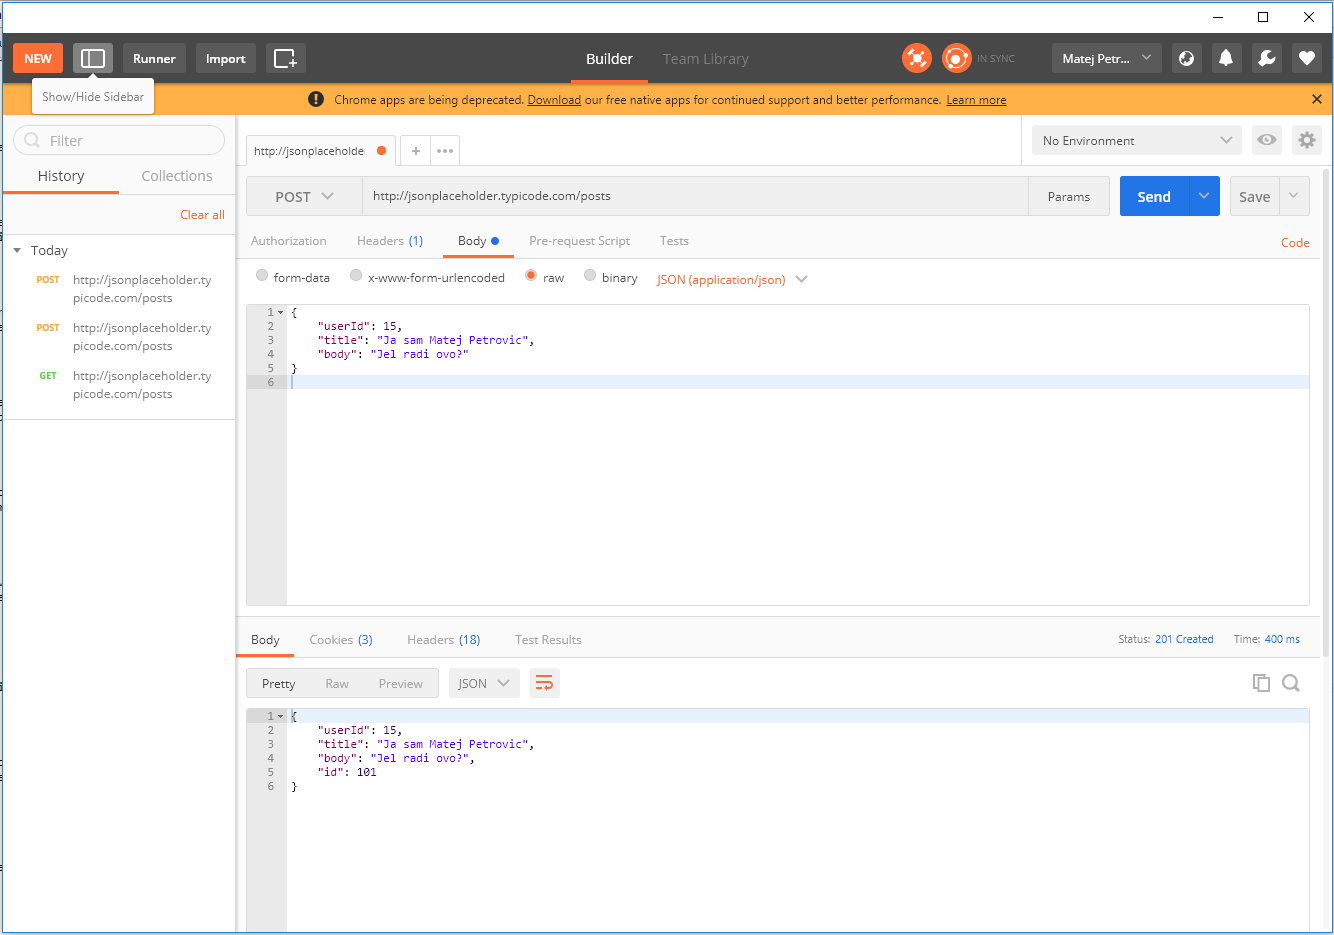 NEW Runner Import Builder Team Library IN SYNC Matej Petr...
Show/Hide Sidebar
Chrome apps are being deprecated. Download our free native apps for continued support and better performance. Learn more
Filter
History Collections
Clear all
Today
POST http://jsonplaceholder.ty
picode.com/posts
POST http://jsonplaceholder.ty
picode.com/posts
GET http://jsonplaceholder.ty
picode.com/posts
http://jsonplaceholde
No Environment
POST http://jsonplaceholder.typicode.com/posts Params Send Save
Authorization Headers (1) Body Pre-request Script Tests Code
form-data x-www-form-urlencoded raw binary JSON (application/json)
1 {
2 "userId": 15,
3 "title": "Ja sam Matej Petrovic",
4 "body": "Jel radi ovo?"
5 }
6
Body Cookies (3) Headers (18) Test Results Status: 201 Created Time: 400 ms
Pretty Raw Preview JSON
1 {
2 "userId": 15,
3 "title": "Ja sam Matej Petrovic",
4 "body": "Jel radi ovo?",
5 "id": 101
6 }